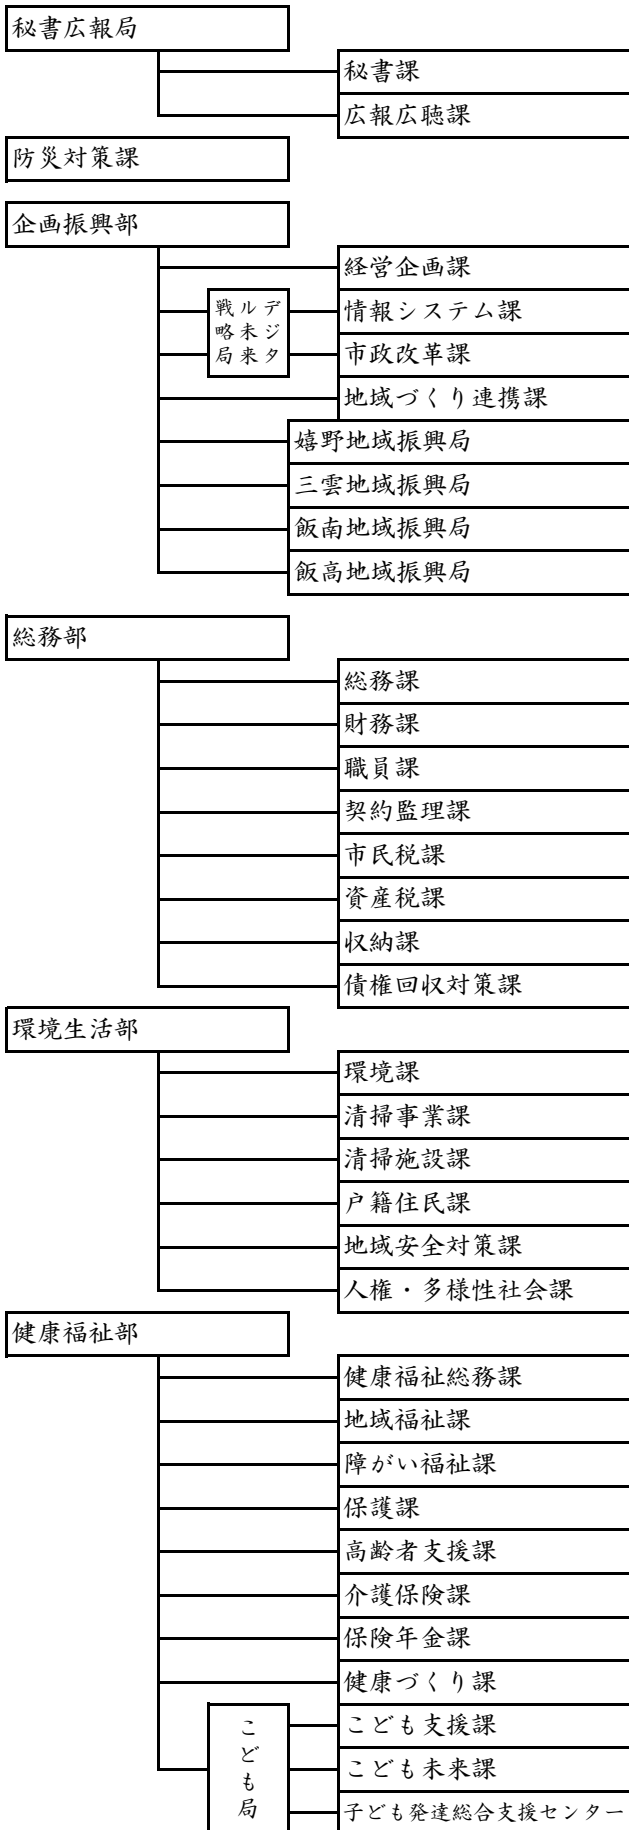 秘書広報局
秘書課
広報広聴課
防災対策課
企画振興部
経営企画課
デジタ
ル未来
戦略局
情報システム課
市政改革課
地域づくり連携課
嬉野地域振興局
三雲地域振興局
飯南地域振興局
飯高地域振興局
総務部
総務課
財務課
職員課
契約監理課
市民税課
資産税課
収納課
債権回収対策課
環境生活部
環境課
清掃事業課
清掃施設課
戸籍住民課
地域安全対策課
人権・多様性社会課
健康福祉部
健康福祉総務課
地域福祉課
障がい福祉課
保護課
高齢者支援課
介護保険課
保険年金課
健康づくり課
こども局
こども支援課
こども未来課
子ども発達総合支援センター